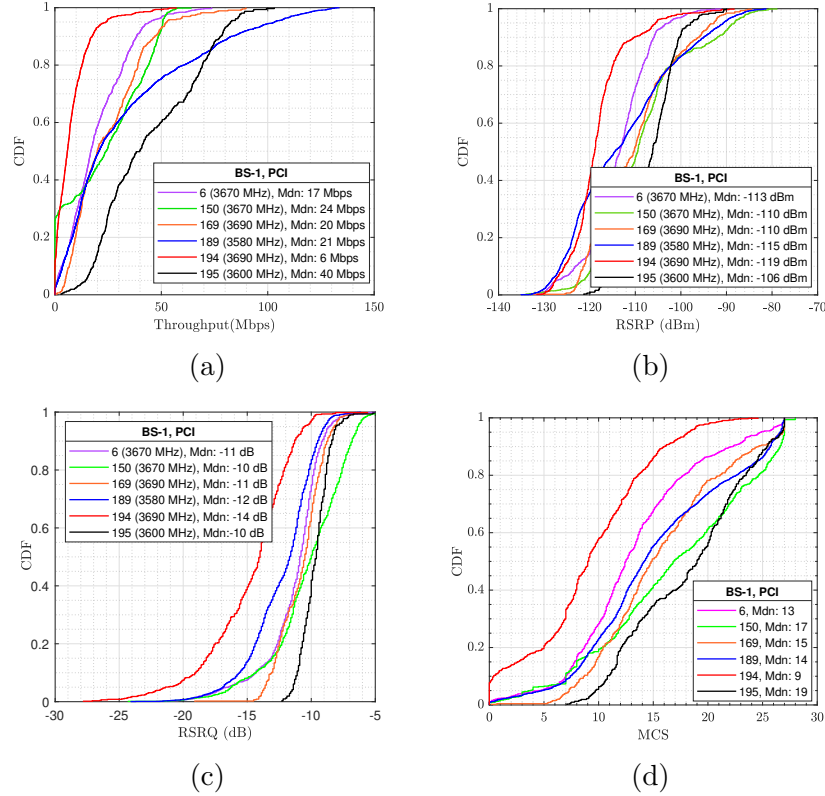 1
0.8
0.6
0.4
0.2
0
CDF
0
50
100
150
Throughput(Mbps)
BS-1, PCI
6 (3670 MHz), Mdn: 17 Mbps
150 (3670 MHz), Mdn: 24 Mbps
169 (3690 MHz), Mdn: 20 Mbps
189 (3580 MHz), Mdn: 21 Mbps
194 (3690 MHz), Mdn: 6 Mbps
195 (3600 MHz), Mdn: 40 Mbps
(a)
1
0.8
0.6
0.4
0.2
0
CDF
-140
-130
-120
-110
-100
-90
-80
-70
RSRP (dBm)
BS-1, PCI
6 (3670 MHz), Mdn: -113 dBm
150 (3670 MHz), Mdn: -110 dBm
169 (3690 MHz), Mdn: -110 dBm
189 (3580 MHz), Mdn: -115 dBm
194 (3690 MHz), Mdn: -119 dBm
195 (3600 MHz), Mdn: -106 dBm
(b)
1
0.8
0.6
0.4
0.2
0
CDF
-30
-25
-20
-15
-10
-5
RSRQ (dB)
BS-1, PCI
6 (3670 MHz), Mdn: -11 dB
150 (3670 MHz), Mdn: -10 dB
169 (3690 MHz), Mdn: -11 dB
189 (3580 MHz), Mdn: -12 dB
194 (3690 MHz), Mdn: -14 dB
195 (3600 MHz), Mdn:-10 dB
(c)
1
0.8
0.6
0.4
0.2
0
CDF
0
5
10
15
20
25
30
MCS
BS-1, PCI
6, Mdn: 13
150, Mdn: 17
169, Mdn: 15
189, Mdn: 14
194, Mdn: 9
195, Mdn: 19
(d)